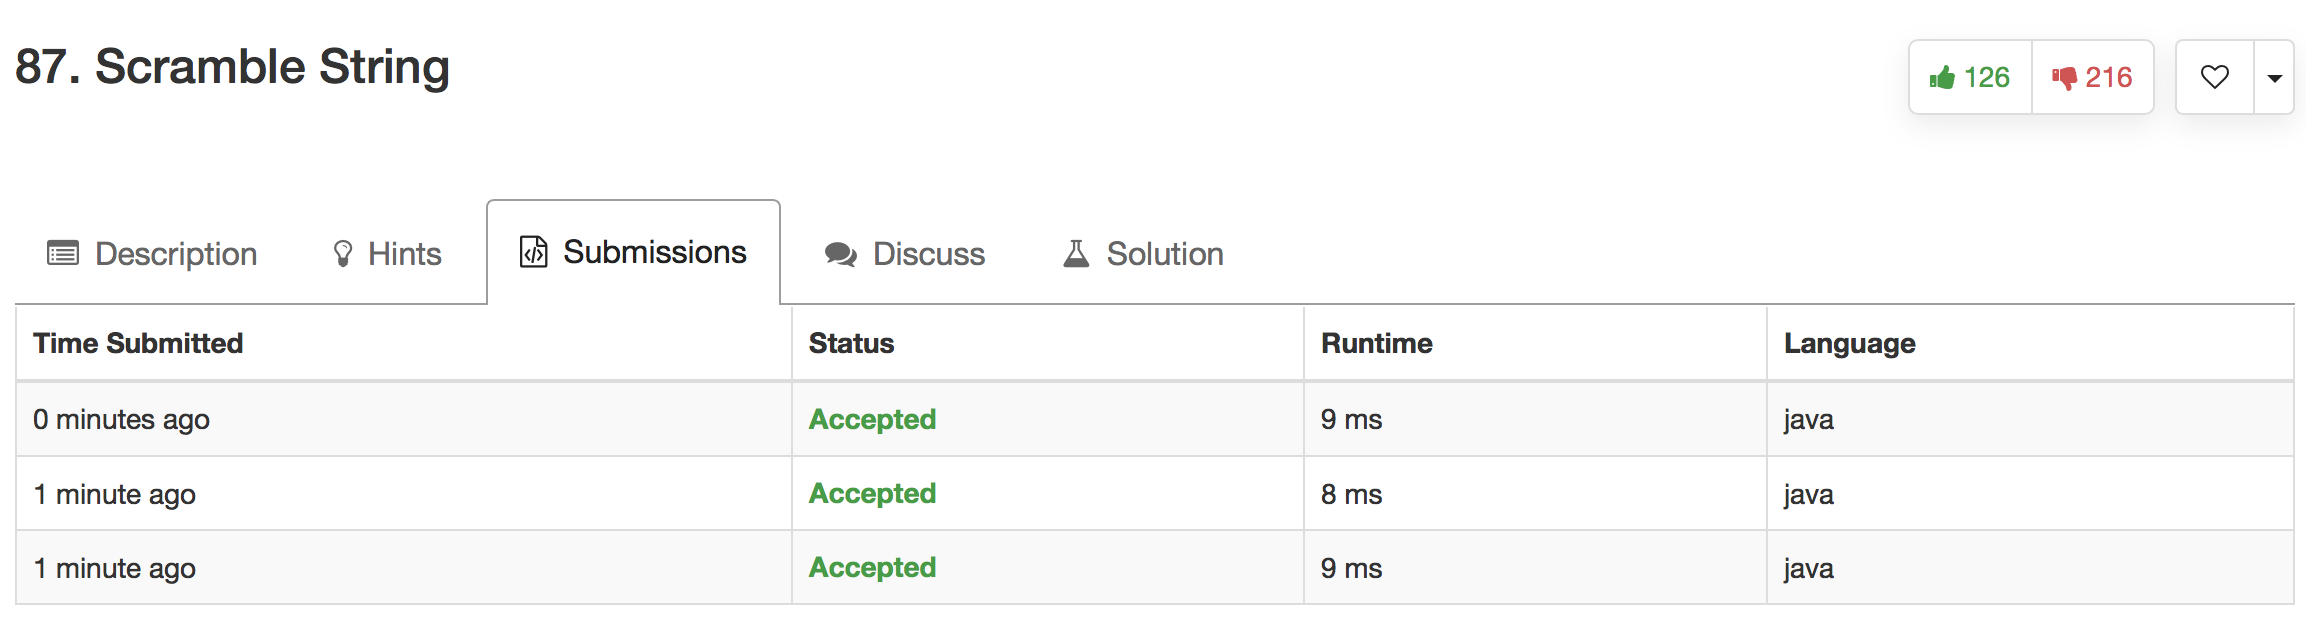 87. Scramble String
126 216
Description Hints Submissions Discuss Solution
Time Submitted Status Runtime Language
0 minutes ago Accepted 9 ms java
1 minute ago Accepted 8 ms java
1 minute ago Accepted 9 ms java